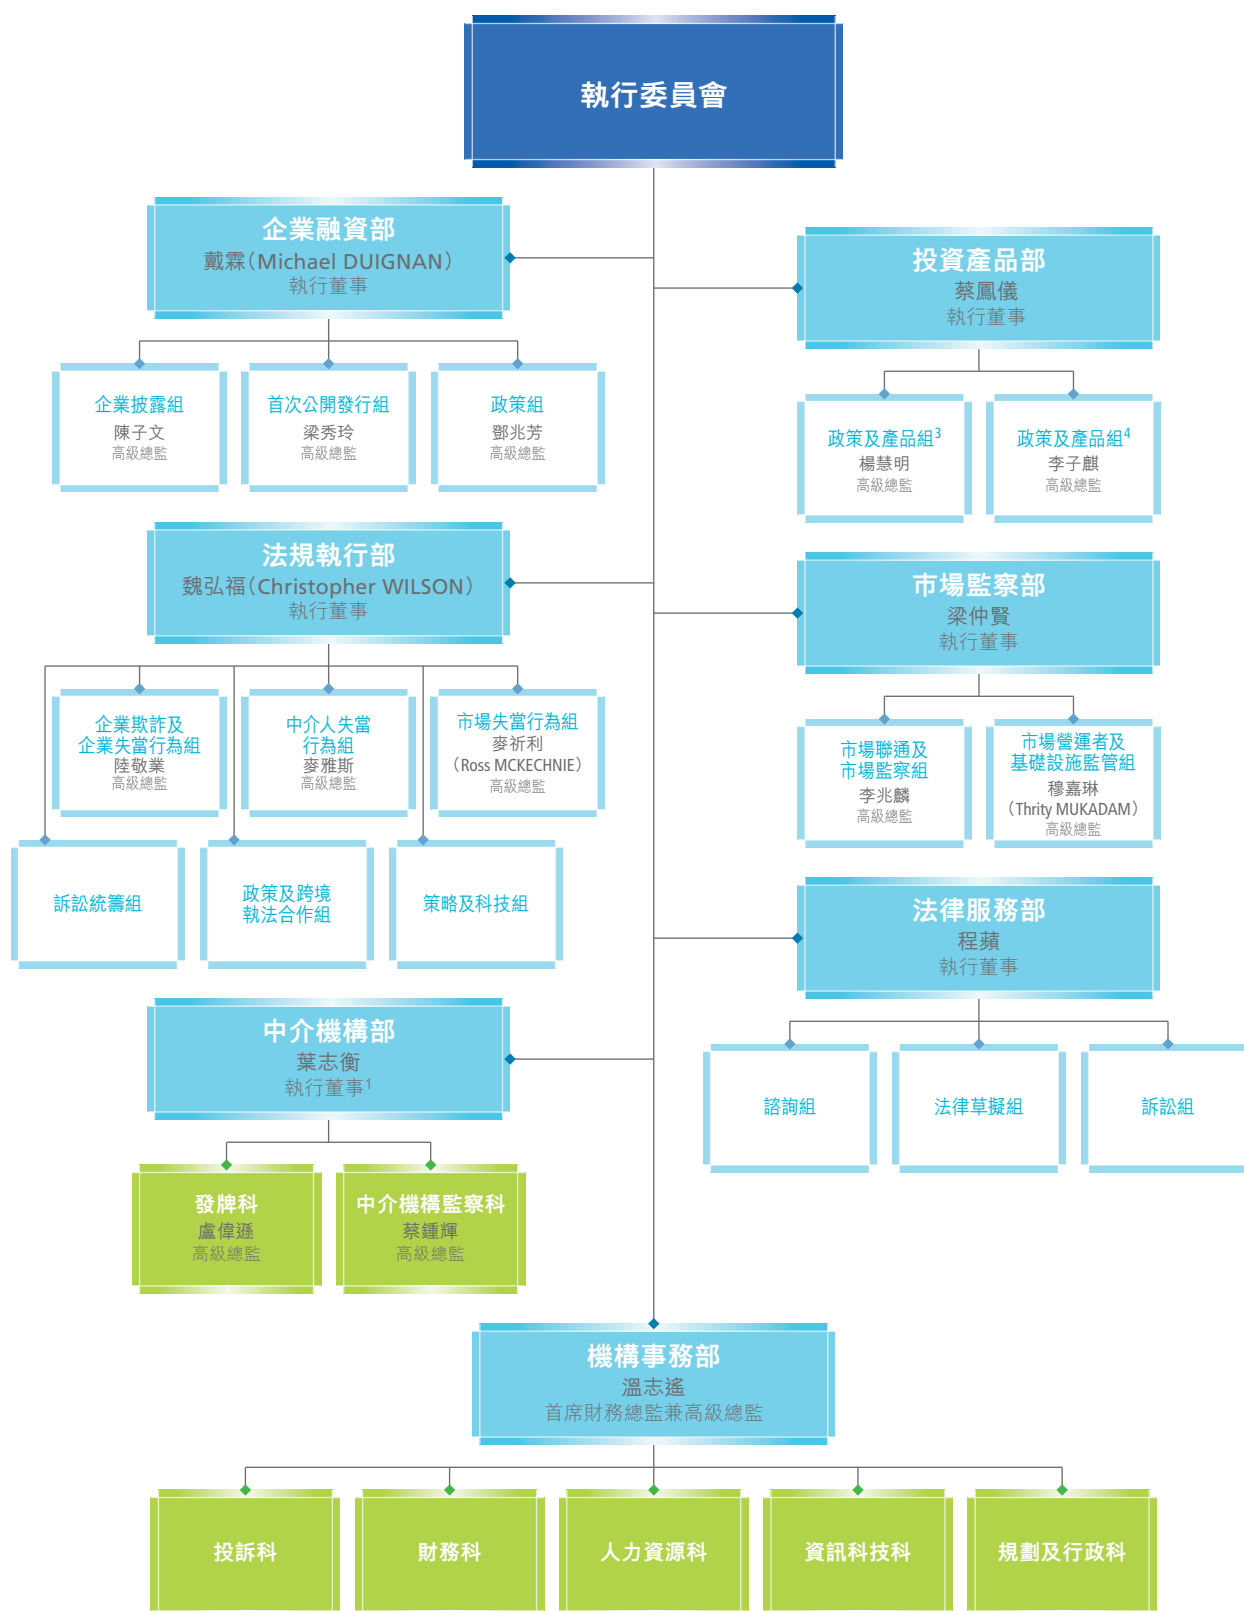 執行委員會
企業融資部
戴霖（Michael DUIGNAN）
執行董事
企業披露組
陳子文
高級總監
首次公開發行組
梁秀玲
高級總監
政策組
鄧兆芳
高級總監
投資產品部
蔡鳳儀
執行董事
政策及產品組3
楊慧明
高級總監
政策及產品組4
李子麒
高級總監
法規執行部
魏弘福（Christopher WILSON）
執行董事
企業欺詐及
企業失當行為組
陸敬業
高級總監
中介人失當
行為組
麥雅斯
高級總監
市場失當行為組
麥祈利
（Ross MCKECHNIE）
高級總監
訴訟統籌組
政策及跨境
執法合作組
策略及科技組
市場監察部
梁仲賢
執行董事
市場聯通及
市場監察組
李兆麟
高級總監
市場營運者及
基礎設施監管組
穆嘉琳
（Thrity MUKADAM）
高級總監
法律服務部
程蘋
執行董事
諮詢組
法律草擬組
訴訟組
中介機構部
葉志衡
執行董事1
發牌科
盧偉遜
高級總監
中介機構監察科
蔡鍾輝
高級總監
機構事務部
溫志遙
首席財務總監兼高級總監
投訴科
財務科
人力資源科
資訊科技科
規劃及行政科